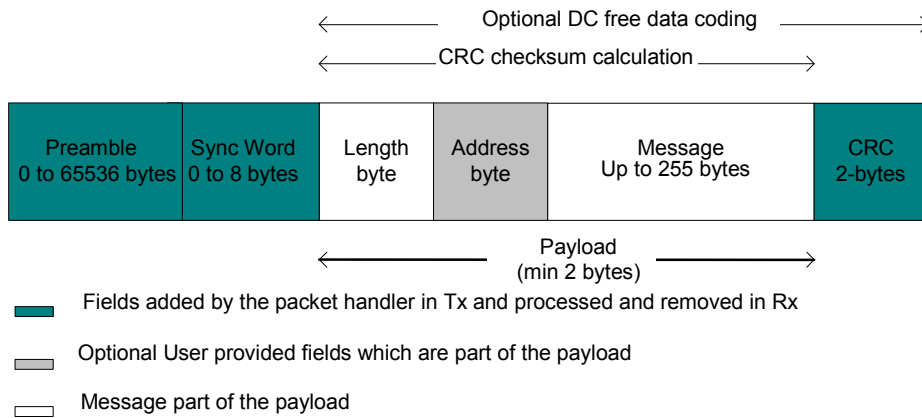 Optional DC free data coding
CRC checksum calculation
Preamble
0 to 65536 bytes
Sync Word
0 to 8 bytes
Length
byte
Address
byte
Message
Up to 255 bytes
CRC
2-bytes
Payload
(min 2 bytes)
Fields added by the packet handler in Tx and processed and removed in Rx
Optional User provided fields which are part of the payload
Message part of the payload